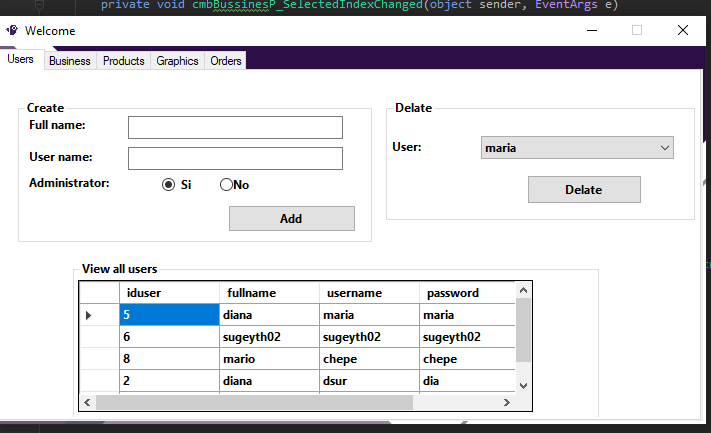 private void cmbBussinesP_SelectedIndexChanged(object sender, EventArgs e)
Welcome
Users Business Products Graphics Orders
Create
Full name:
User name:
Administrator: Si No
Add
Delate
User: maria
Delate
View all users
iduser fullname username password
5 diana maria maria
6 sugeyth02 sugeyth02 sugeyth02
8 mario chepe chepe
2 diana dsur dia